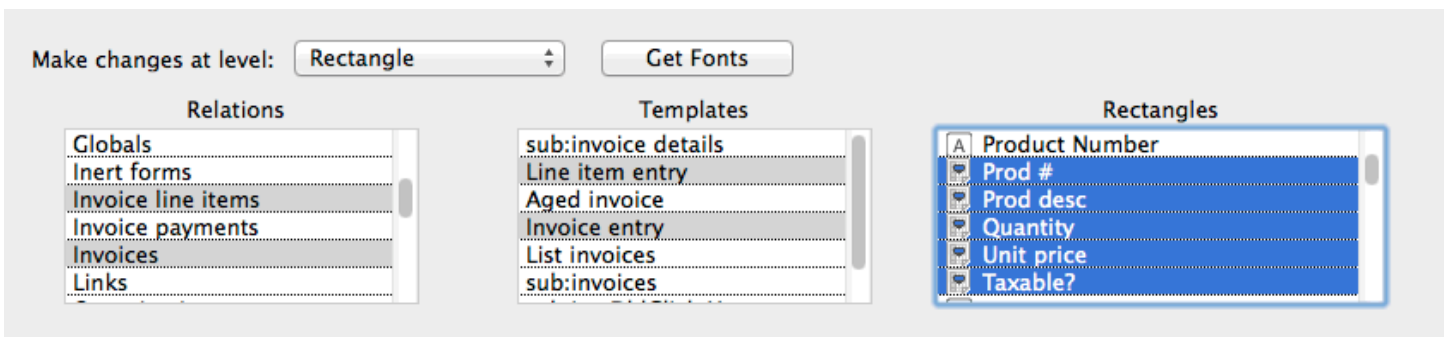 Make changes at level: Rectangle Get Fonts
Relations Templates Rectangles
Globals sub:invoice details A Product Number
Inert forms Line item entry Prod #
Invoice line items Aged invoice Prod desc
Invoice payments Invoice entry Quantity
Invoices List invoices Unit price
Links sub:invoices Taxable?